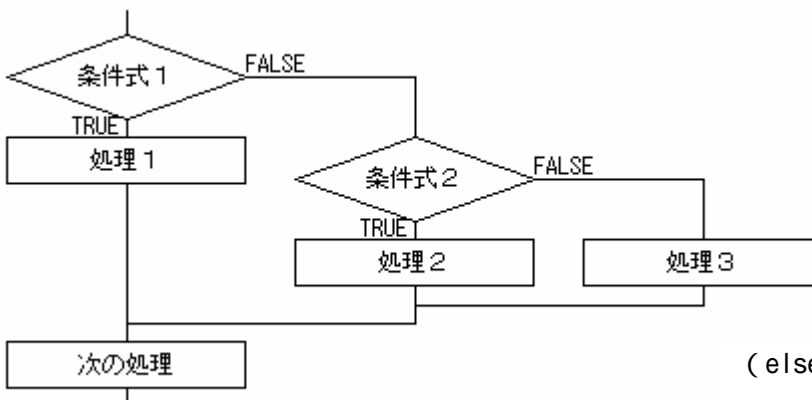 条件式1
FALSE
TRUE
処理1
条件式2
FALSE
TRUE
処理2
処理3
次の処理
(else